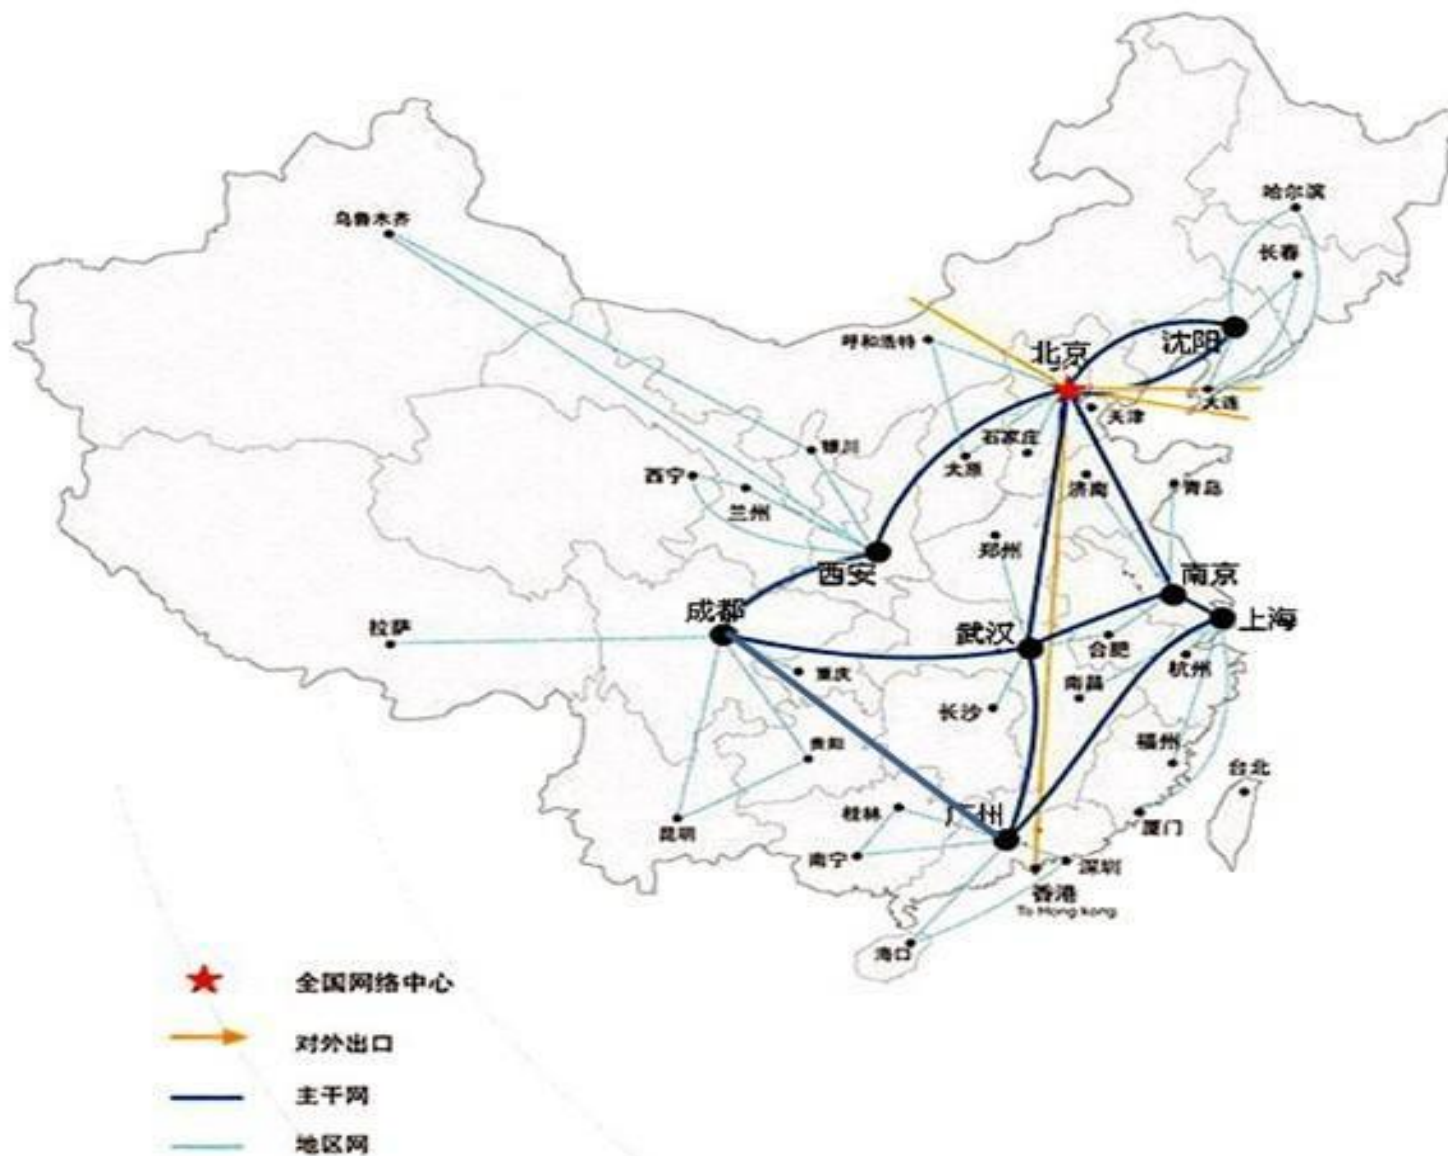 哈尔滨
乌鲁木齐
长春
沈阳
呼和浩特
北京
大连
天津
石家庄
太原
银川
西宁
济南
青岛
兰州
郑州
西安
南京
成都
上海
拉萨
武汉
合肥
杭州
重庆
南昌
长沙
贵阳
福州
台北
桂林
广州
昆明
厦门
南宁
深圳
香港
To Hong kong
海口
全国网络中心
对外出口
主干网
地区网